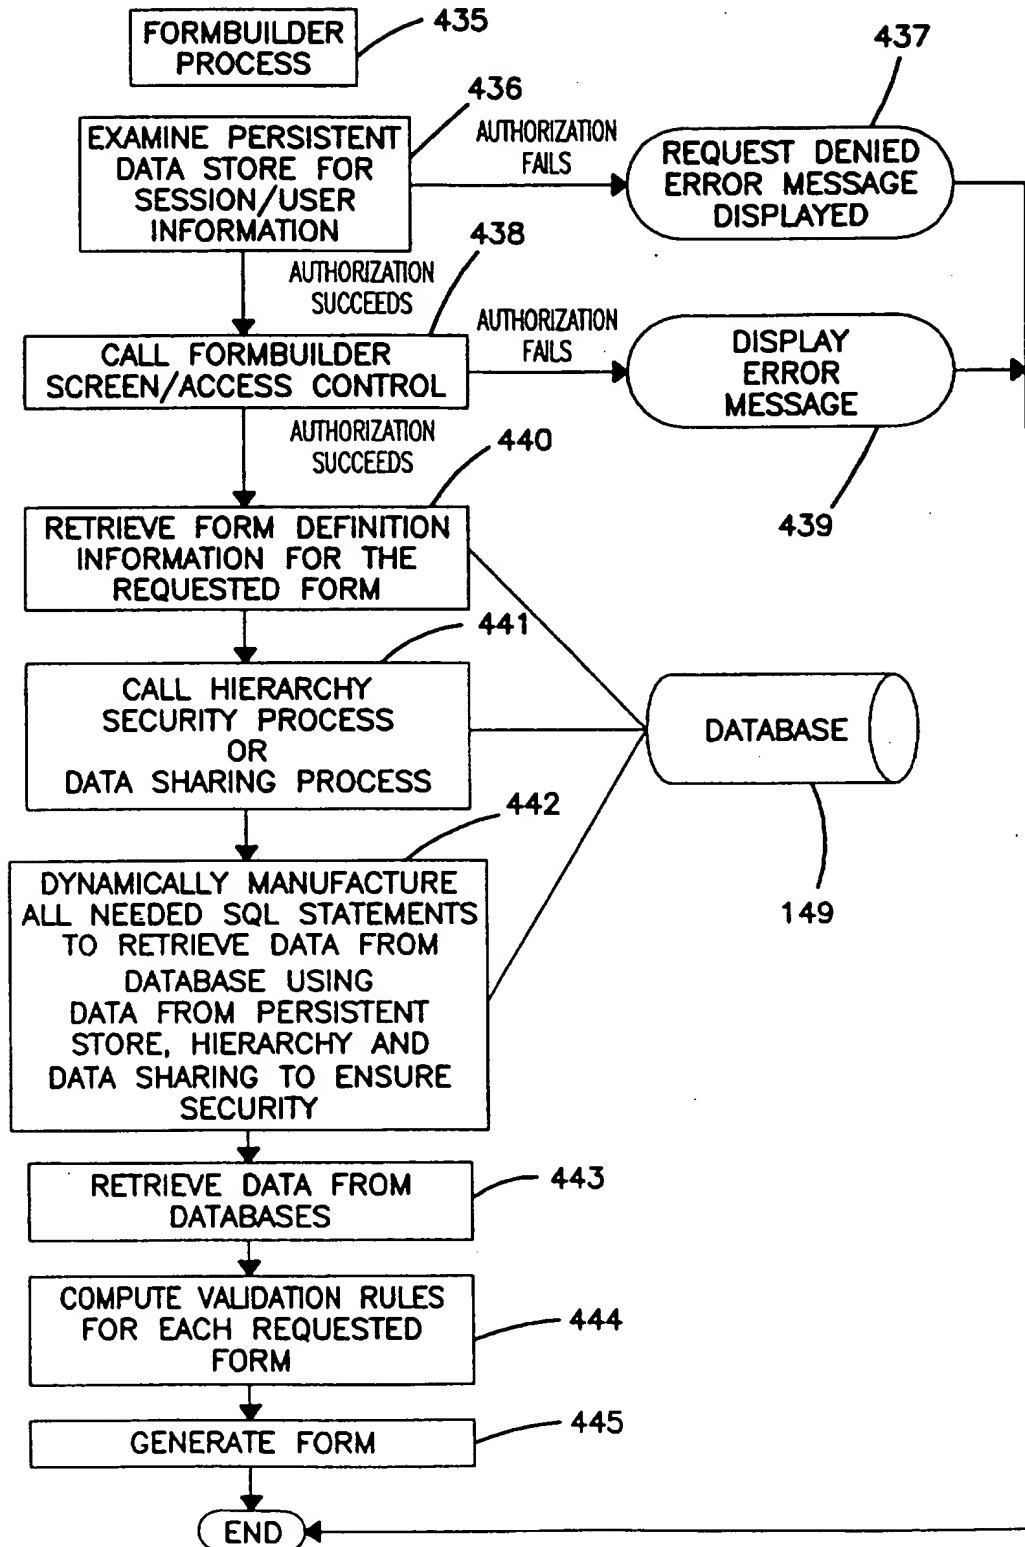 FORMBUILDER
PROCESS
435
436
EXAMINE PERSISTENT
DATA STORE FOR
SESSION/USER
INFORMATION
AUTHORIZATION
FAILS
437
REQUEST DENIED
ERROR MESSAGE
DISPLAYED
AUTHORIZATION
SUCCEEDS
438
CALL FORMBUILDER
SCREEN/ACCESS CONTROL
AUTHORIZATION
FAILS
DISPLAY
ERROR
MESSAGE
439
AUTHORIZATION
SUCCEEDS
440
RETRIEVE FORM DEFINITION
INFORMATION FOR THE
REQUESTED FORM
441
CALL HIERARCHY
SECURITY PROCESS
OR
DATA SHARING PROCESS
DATABASE
149
442
DYNAMICALLY MANUFACTURE
ALL NEEDED SQL STATEMENTS
TO RETRIEVE DATA FROM
DATABASE USING
DATA FROM PERSISTENT
STORE, HIERARCHY AND
DATA SHARING TO ENSURE
SECURITY
RETRIEVE DATA FROM
DATABASES
443
COMPUTE VALIDATION RULES
FOR EACH REQUESTED
FORM
444
GENERATE FORM
445
END